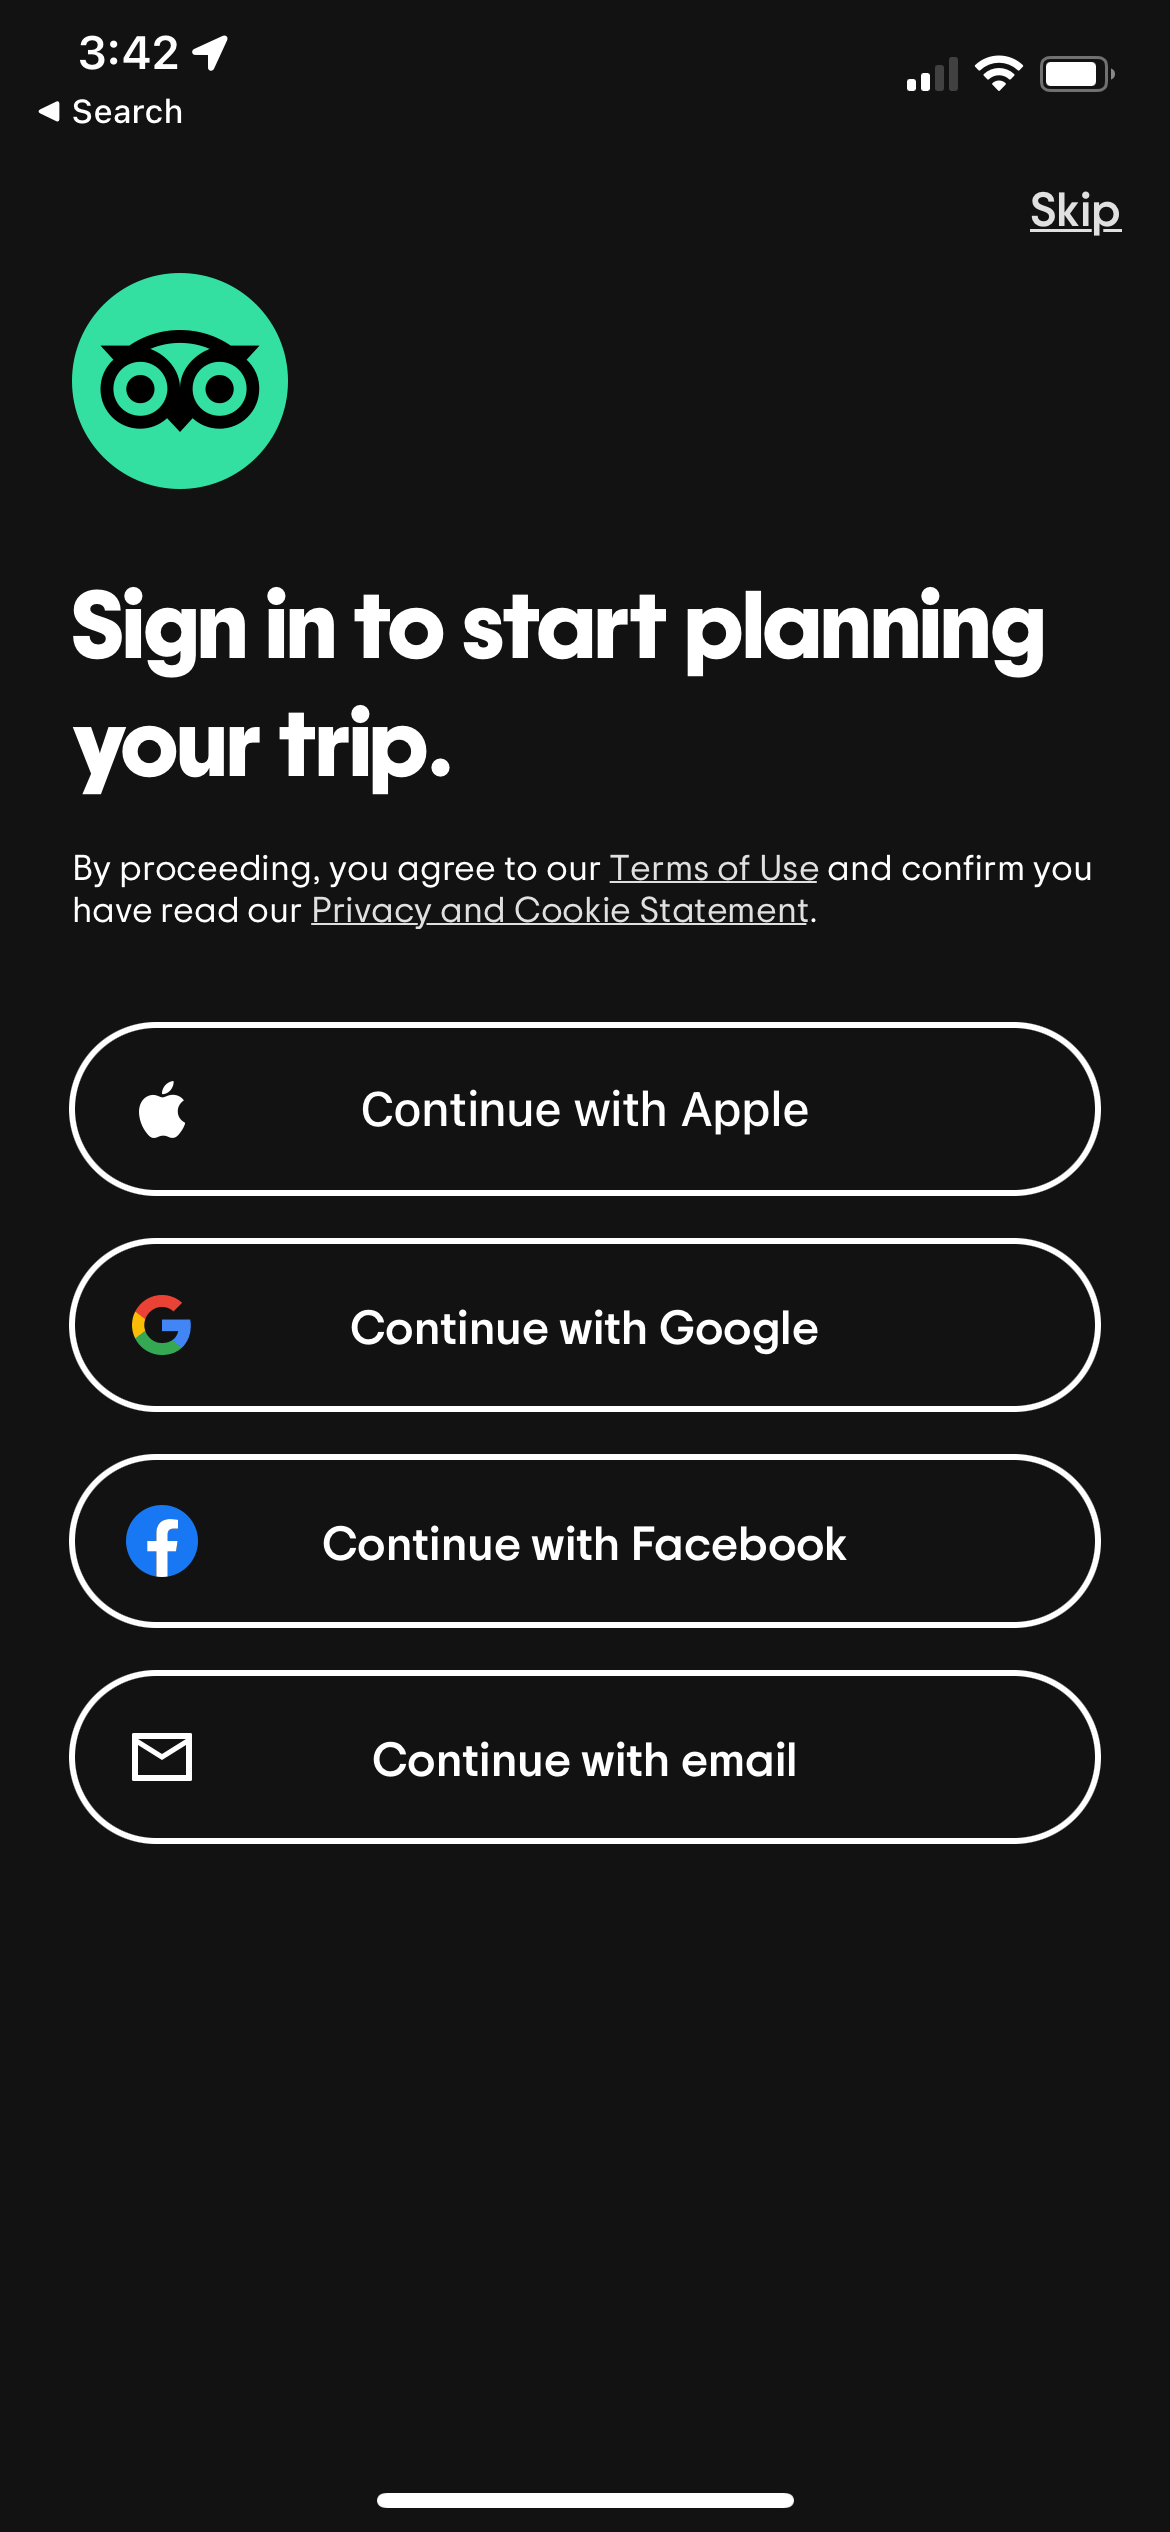 3:42
Search
Skip
Sign in to start planning
your trip.
By proceeding, you agree to our Terms of Use and confirm you
have read our Privacy and Cookie Statement.
Continue with Apple
Continue with Google
Continue with Facebook
Continue with email